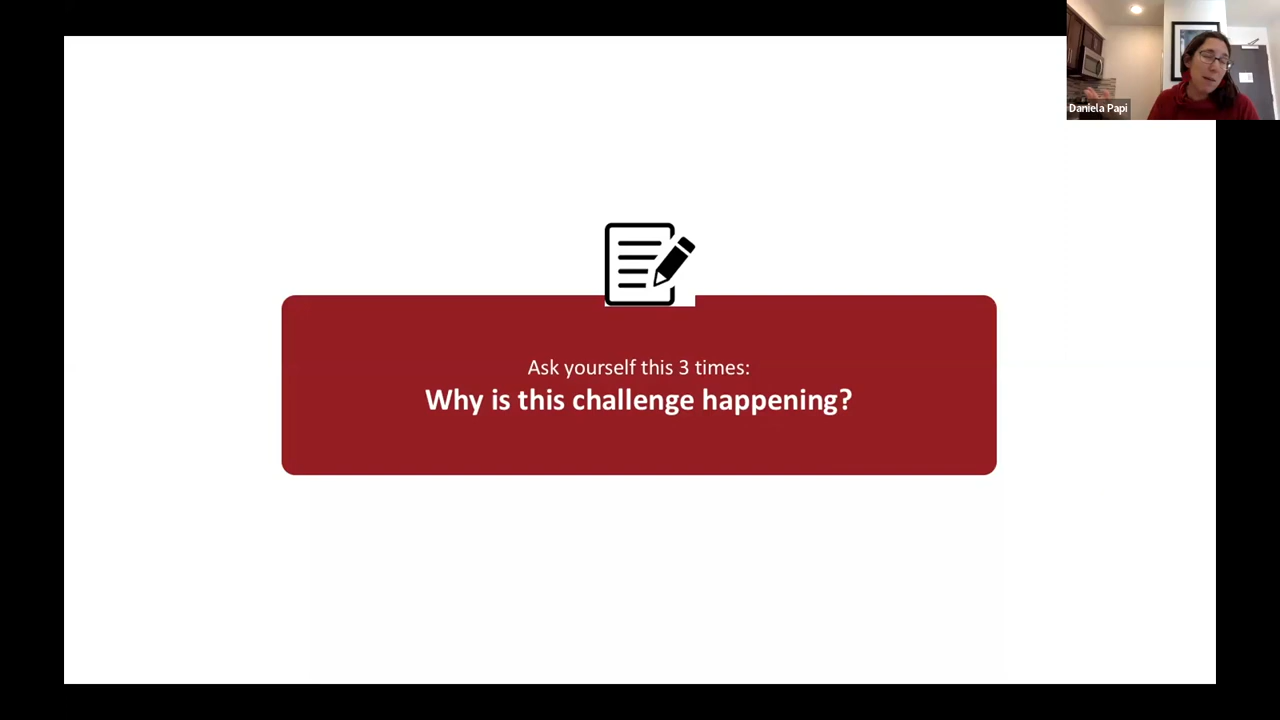 Daniela Papi
Ask yourself this 3 times:
Why is this challenge happening?